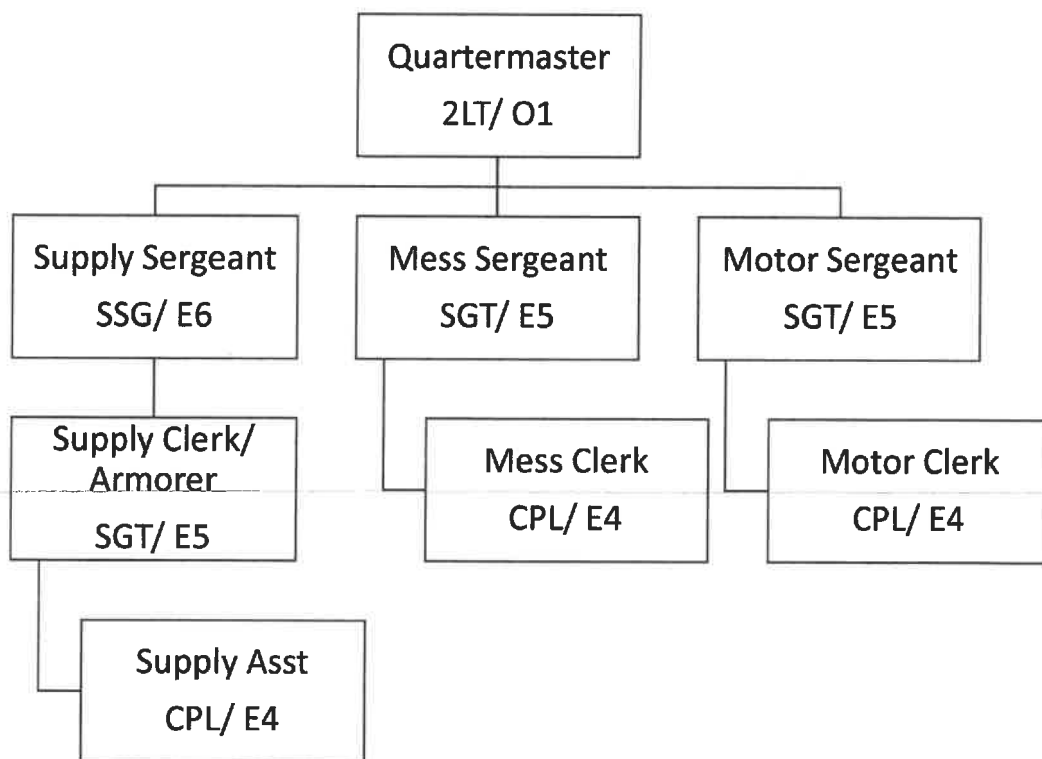 Quartermaster
2LT/ O1
Supply Sergeant
SSG/ E6
Mess Sergeant
SGT/ E5
Motor Sergeant
SGT/ E5
Supply Clerk/
Armorer
SGT/ E5
Mess Clerk
CPL/ E4
Motor Clerk
CPL/ E4
Supply Asst
CPL/ E4